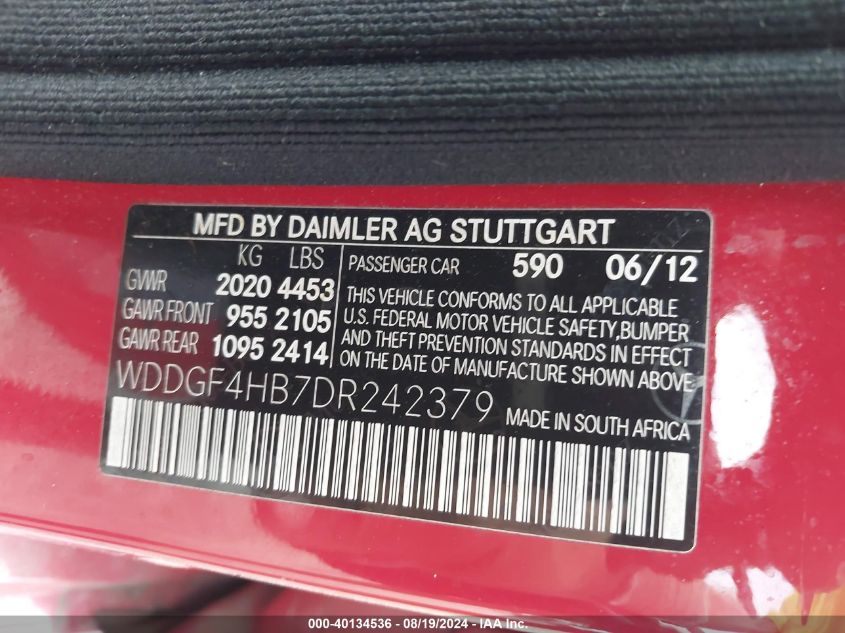 MFD BY DAIMLER AG STUTTGART
KG LBS
GVWR 2020 4453
GAWR FRONT 955 2105
GAWR REAR 1095 2414
PASSENGER CAR 590 06/12
THIS VEHICLE CONFORMS TO ALL APPLICABLE
U.S. FEDERAL MOTOR VEHICLE SAFETY,BUMPER
AND THEFT PREVENTION STANDARDS IN EFFECT
ON THE DATE OF MANUFACTURE SHOWN ABOVE.
WDDGF4HB7DR242379 MADE IN SOUTH AFRICA
000-40134536 - 08/19/2024 - IAA, Inc.